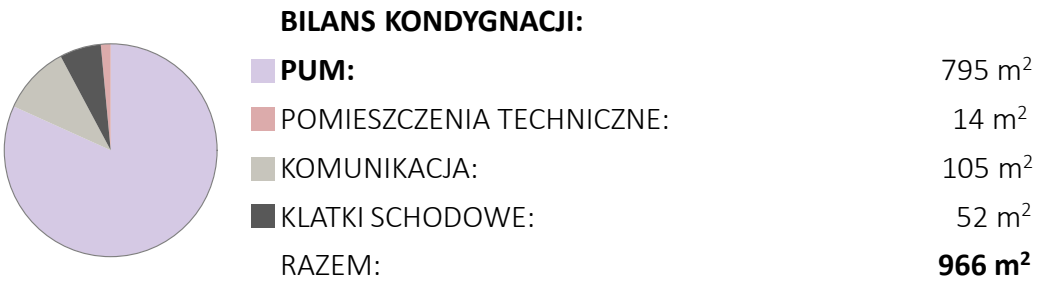 BILANS KONDYGNACJI:
PUM: 795 m²
POMIESZCZENIA TECHNICZNE: 14 m²
KOMUNIKACJA: 105 m²
KLATKI SCHODOWE: 52 m²
RAZEM: 966 m²